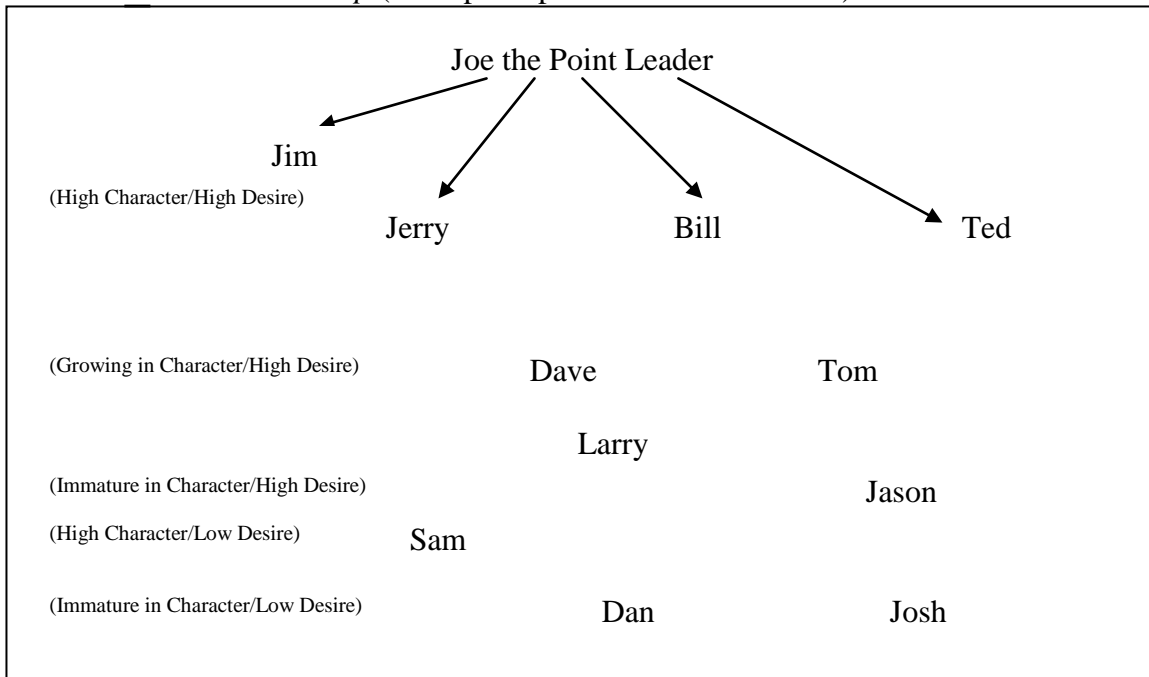 Joe the Point Leader
Jim
(High Character/High Desire)
Jerry Bill Ted
(Growing in Character/High Desire) Dave Tom
Larry
(Immature in Character/High Desire) Jason
(High Character/Low Desire) Sam
(Immature in Character/Low Desire) Dan Josh